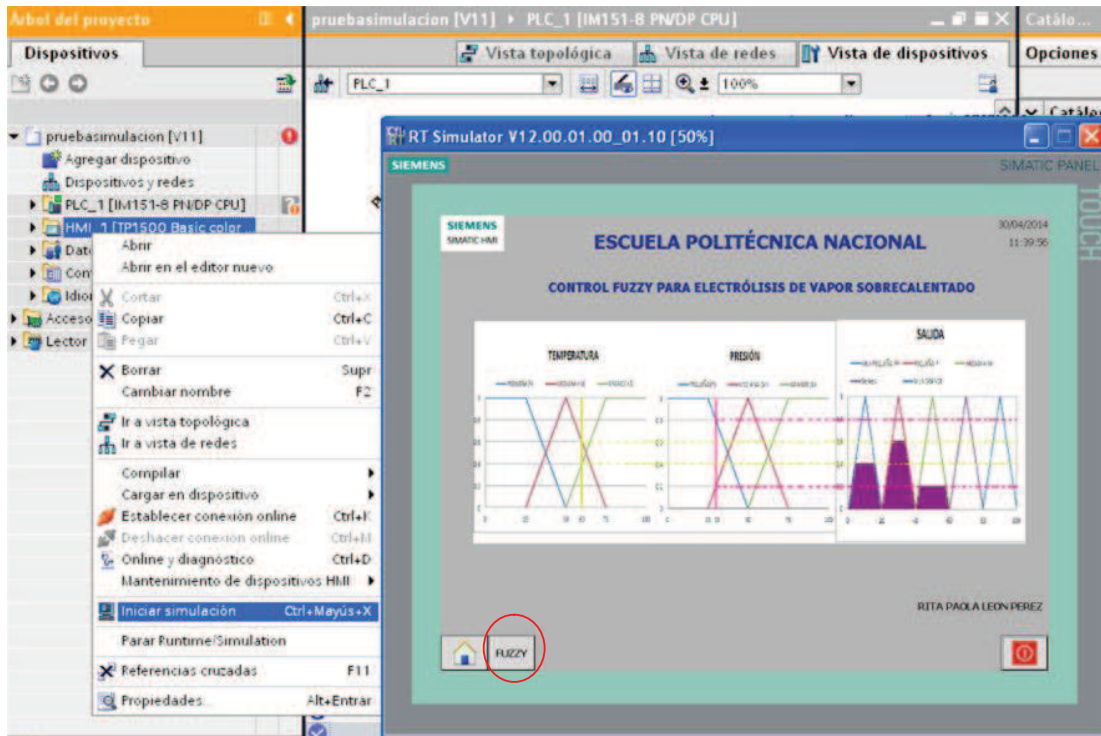 Árbol del proyecto
pruebasimulacion [V11] PLC_1 [IM151-8 PN/DP CPU]
Catálo...
Dispositivos
Vista topológica
Vista de redes
Vista de dispositivos
Opciones
PLC_1
100%
Catálo
pruebasimulacion [V11]
Agregar dispositivo
Dispositivos y redes
PLC_1 [IM151-8 PN/DP CPU]
HMI_1 [TP1500 Basic color
Dat
Con
Idio
Acceso
Lector
Abrir
Abrir en el editor nuevo
Cortar Ctrl+X
Copiar Ctrl+C
Pegar Ctrl+V
Borrar Supr
Cambiar nombre F2
Ir a vista topológica
Ir a vista de redes
Compilar
Cargar en dispositivo
Establecer conexión online Ctrl+K
Deshacer conexión online Ctrl+M
Online y diagnóstico Ctrl+D
Mantenimiento de dispositivos HMI
Iniciar simulación Ctrl+Mayús+X
Parar Runtime/Simulation
Referencias cruzadas F11
Propiedades... Alt+Entrar
RT Simulator V12.00.01.00_01.10 [50%]
SIEMENS
SIMATIC PANEL
TOUCH
SIEMENS
SIMATIC HMI
30/04/2014
11:39:56
ESCUELA POLITÉCNICA NACIONAL
CONTROL FUZZY PARA ELECTRÓLISIS DE VAPOR SOBRECALENTADO
TEMPERATURA
PRESIÓN
SALIDA
RITA PAOLA LEON PEREZ
FUZZY